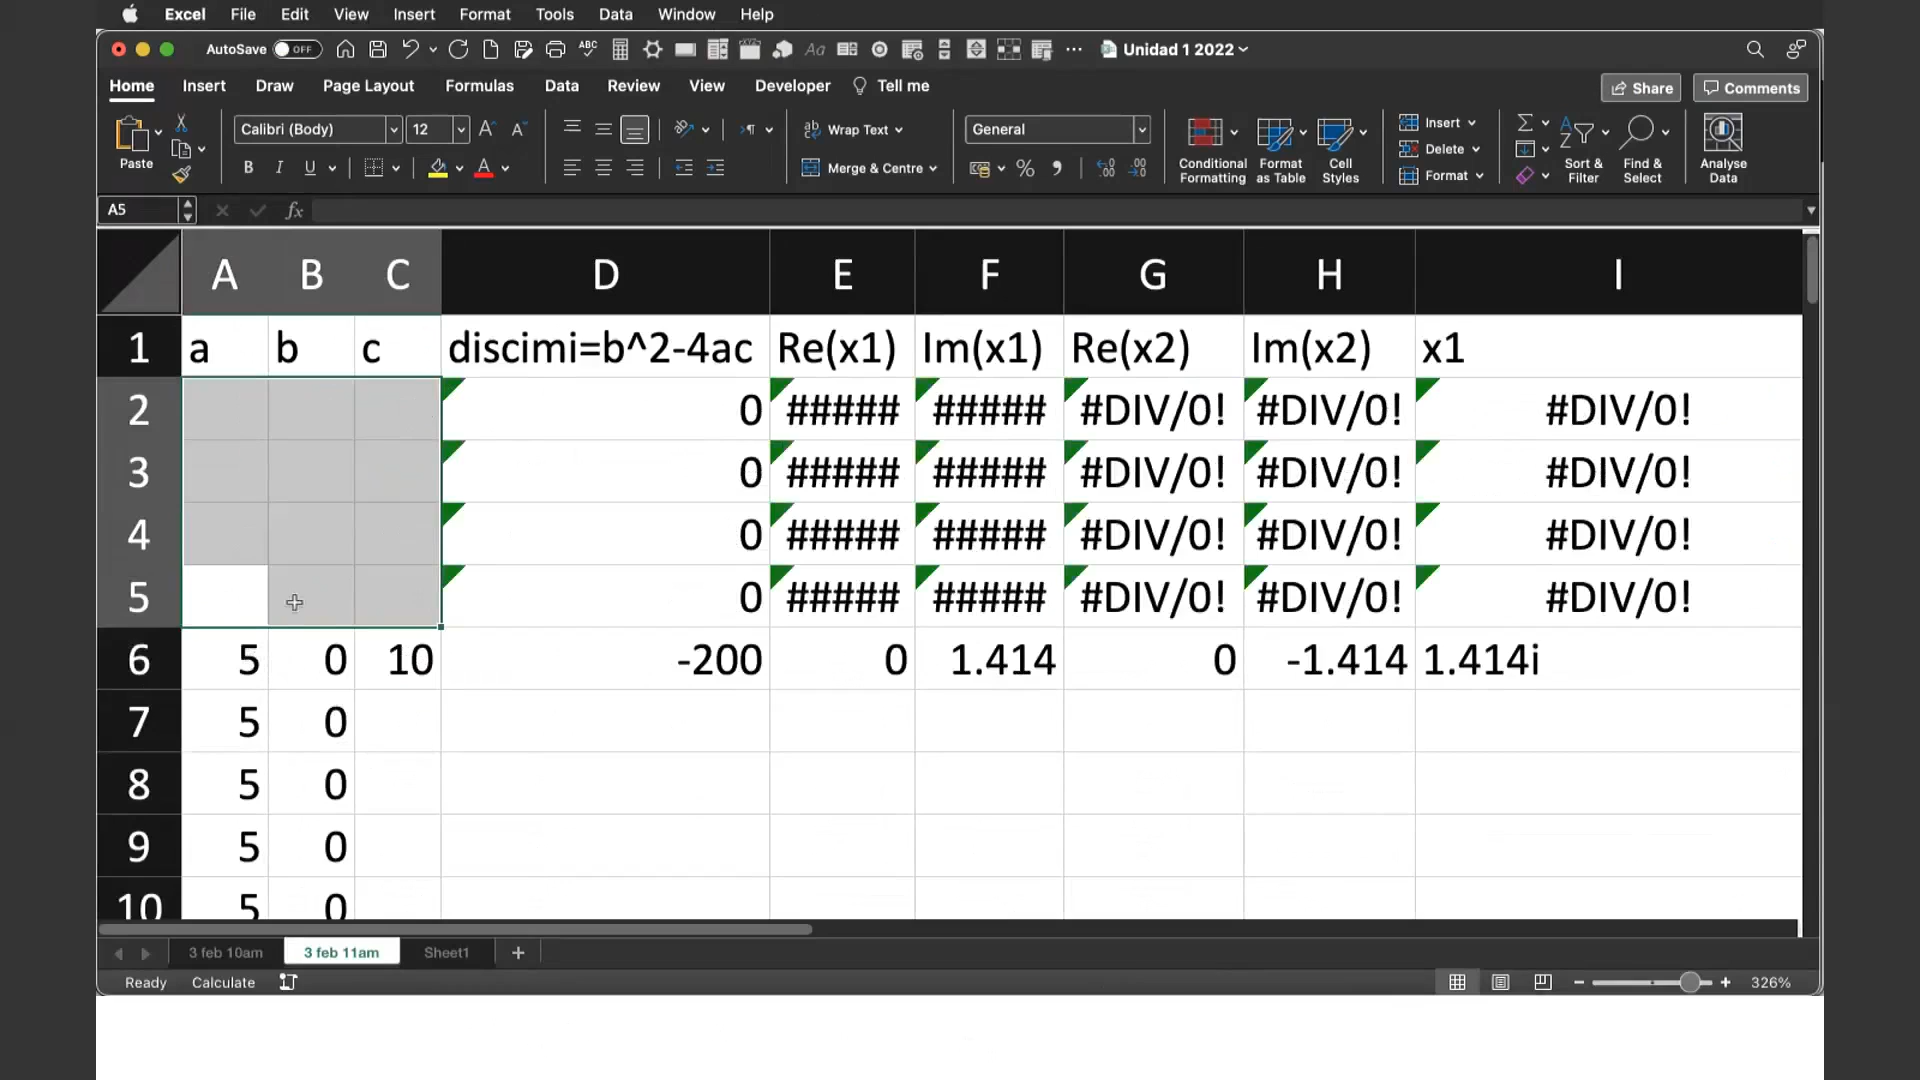 Excel File Edit View Insert Format Tools Data Window Help
AutoSave OFF ABC Aa ... Unidad 1 2022
Home Insert Draw Page Layout Formulas Data Review View Developer Tell me Share Comments
Paste Calibri (Body) 12 A A Wrap Text General Insert
B I U A Merge & Centre % Delete
Conditional Formatting Format as Table Cell Styles Format Sort & Filter Find & Select Analyse Data
A5 fx
A B C D E F G H I
1 a b c discimi=b^2-4ac Re(x1) Im(x1) Re(x2) Im(x2) x1
2 0 ##### ##### #DIV/0! #DIV/0! #DIV/0!
3 0 ##### ##### #DIV/0! #DIV/0! #DIV/0!
4 0 ##### ##### #DIV/0! #DIV/0! #DIV/0!
5 0 ##### ##### #DIV/0! #DIV/0! #DIV/0!
6 5 0 10 -200 0 1.414 0 -1.414 1.414i
7 5 0
8 5 0
9 5 0
10 5 0
3 feb 10am 3 feb 11am Sheet1 +
Ready Calculate - + 326%